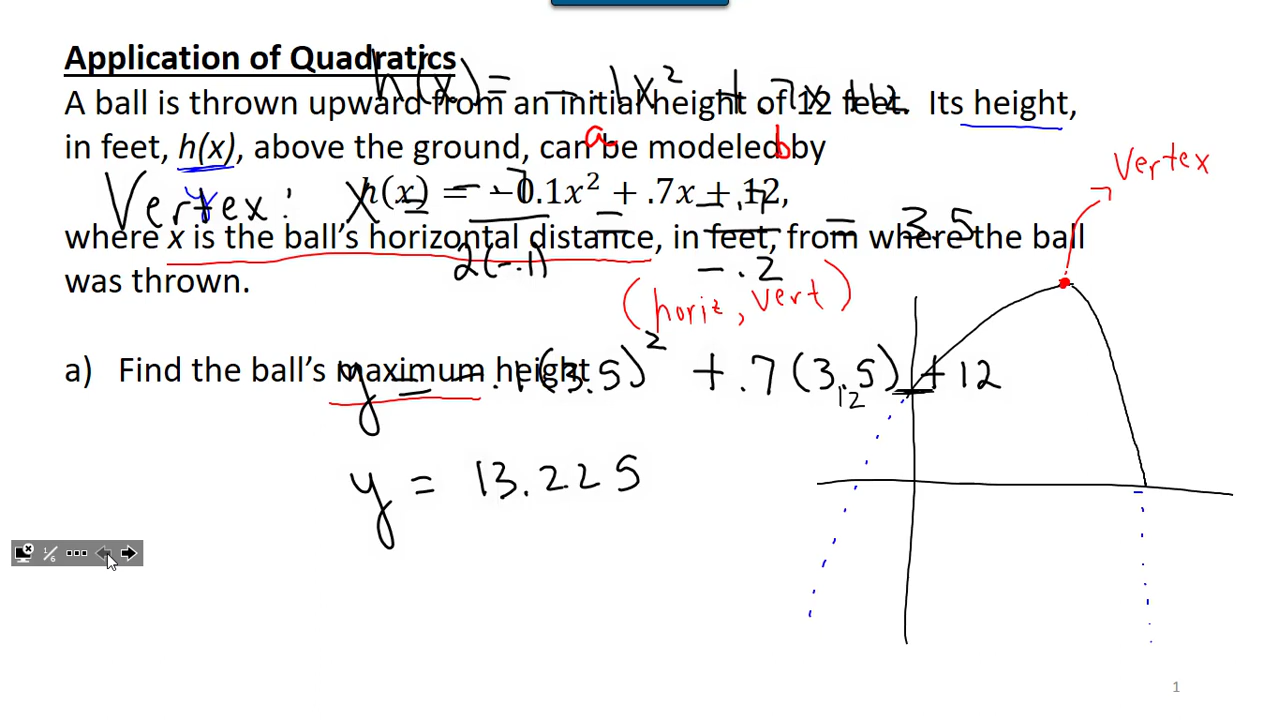 Application of Quadratics
h(x) = -.1x² + .7x + 12
A ball is thrown upward from an initial height of 12 feet. Its height,
a b
in feet, h(x), above the ground, can be modeled by
Vertex
y
h(x) = −0.1x² + .7x + 12,
Vertex: x = -.7 / 2(-.1) = -.7 / -.2 = 3.5
where x is the ball's horizontal distance, in feet, from where the ball
was thrown.
(horiz, vert)
a) Find the ball's maximum height
y = -.1(3.5)² + .7(3.5) + 12
12
y = 13.225
1/6
1